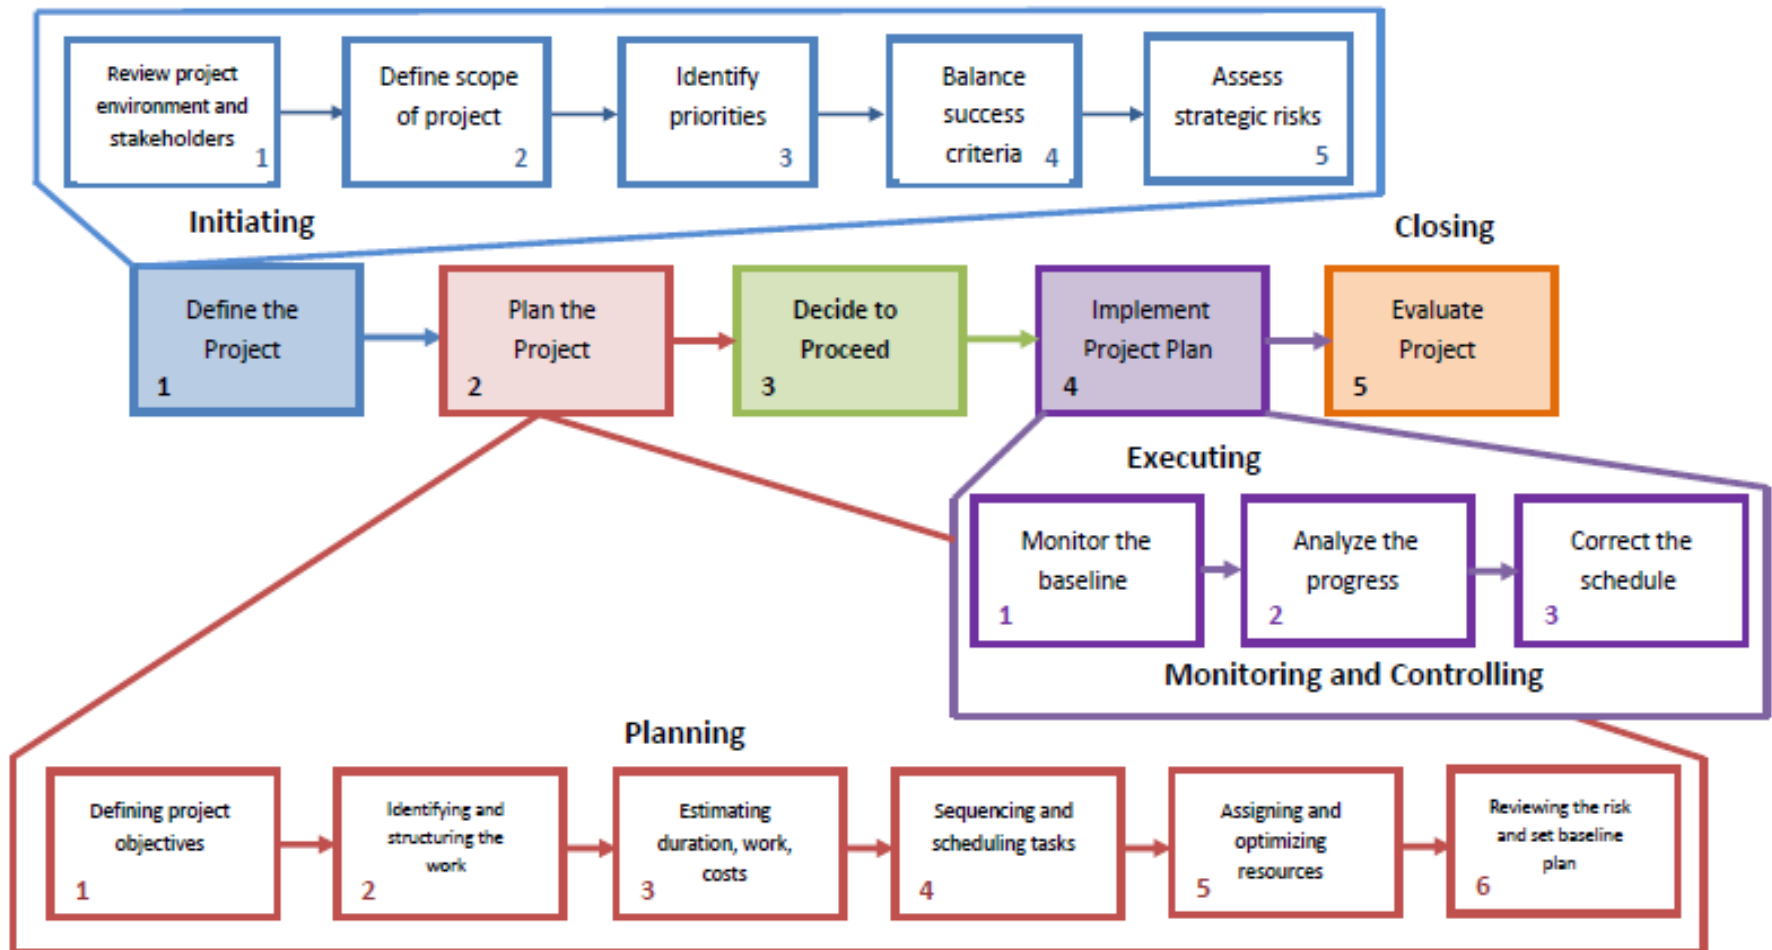 Review project
environment and
stakeholders
1
Define scope
of project
2
Identify
priorities
3
Balance
success
criteria 4
Assess
strategic risks
5
Initiating
Closing
Define the
Project
1
Plan the
Project
2
Decide to
Proceed
3
Implement
Project Plan
4
Evaluate
Project
5
Executing
Monitor the
baseline
1
Analyze the
progress
2
Correct the
schedule
3
Monitoring and Controlling
Planning
Defining project
objectives
1
Identifying and
structuring the
work
2
Estimating
duration, work,
costs
3
Sequencing and
scheduling tasks
4
Assigning and
optimizing
resources
5
Reviewing the risk
and set baseline
plan
6